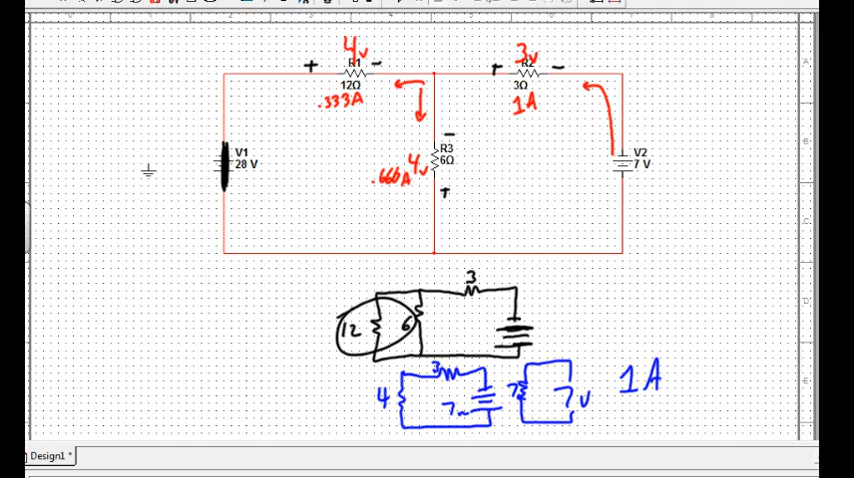 4v
3v
+ R1 -
+ R2 -
12Ω
3Ω
.333A
1A
-
V1
28 V
R3
6Ω
4v
.666A
+
V2
7 V
3
12
6
3
4
7v
7
7v
1A
Design1 *